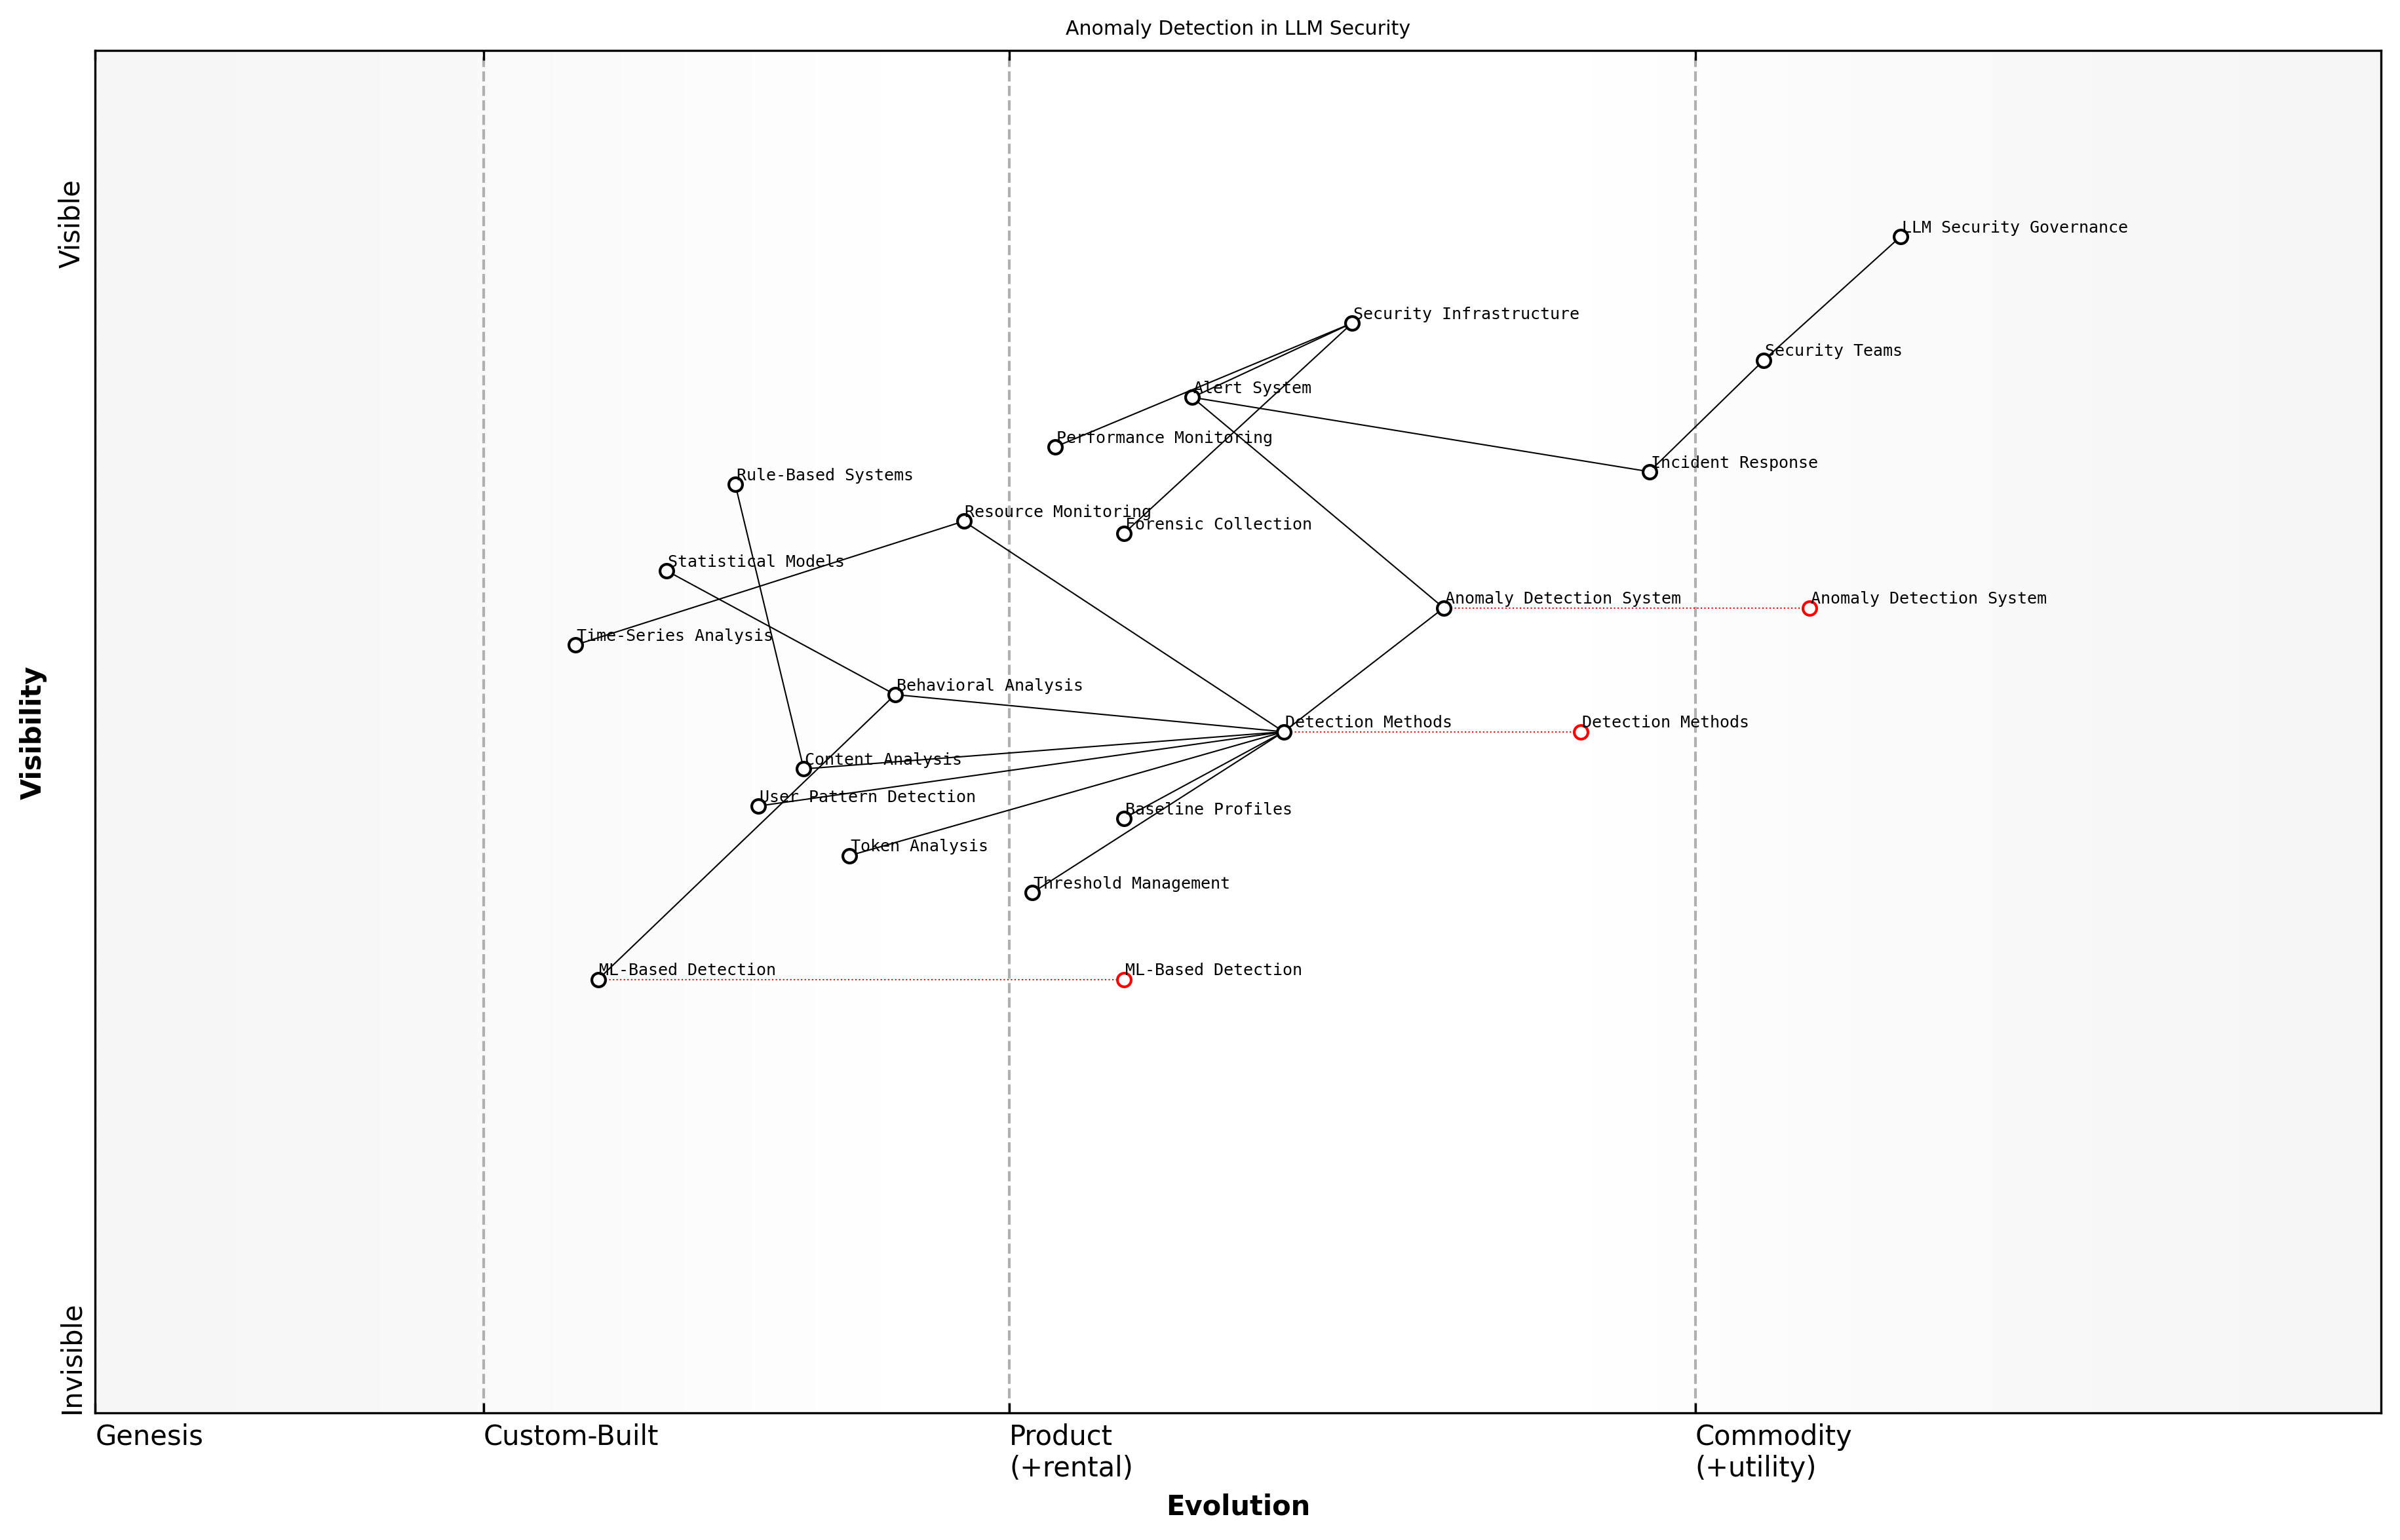 Anomaly Detection in LLM Security
Visible
LLM Security Governance
Security Infrastructure
Security Teams
Alert System
Performance Monitoring
Incident Response
Rule-Based Systems
Resource Monitoring
Forensic Collection
Statistical Models
Anomaly Detection System
Anomaly Detection System
Time-Series Analysis
Behavioral Analysis
Detection Methods
Detection Methods
Content Analysis
User Pattern Detection
Baseline Profiles
Token Analysis
Threshold Management
ML-Based Detection
ML-Based Detection
Visibility
Invisible
Genesis
Custom-Built
Product
(+rental)
Commodity
(+utility)
Evolution